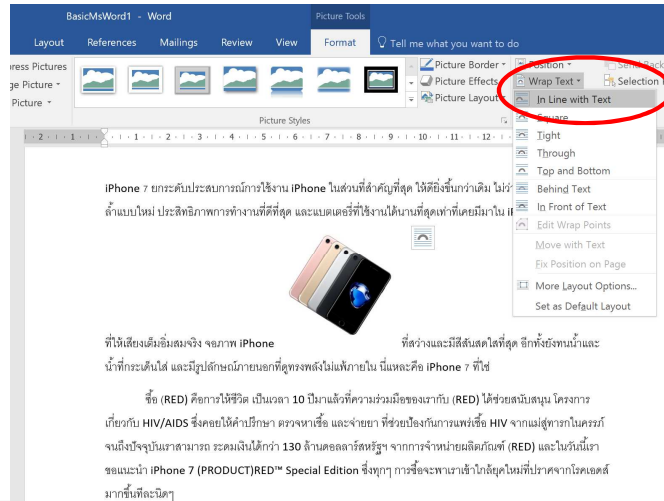 BasicMsWord1 - Word
Picture Tools
Layout References Mailings Review View Format Tell me what you want to do
ress Pictures
ge Picture
Picture
Picture Border
Picture Effects
Picture Layout
Position
Send Back
Wrap Text
Selection
Picture Styles
In Line with Text
Square
Tight
Through
Top and Bottom
Behind Text
In Front of Text
Edit Wrap Points
Move with Text
Fix Position on Page
More Layout Options...
Set as Default Layout
2 1 1 2 3 4 5 6 7 8 9 10 11 12
iPhone 7 ยกระดับประสบการณ์การใช้งาน iPhone ในส่วนที่สำคัญที่สุด ให้ดียิ่งขึ้นกว่าเดิม ไม่ว่า
ล้ำแบบใหม่ ประสิทธิภาพการทำงานที่ดีที่สุด และแบตเตอรี่ที่ใช้งานได้นานที่สุดเท่าที่เคยมีมาใน
ที่ให้เสียงเต็มอิ่มสมจริง จอภาพ iPhone ที่สว่างและมีสีสันสดใสที่สุด อีกทั้งยังทนน้ำและ
น้ำที่กระเด็นใส่ และมีรูปลักษณ์ภายนอกที่ดูทรงพลังไม่แพ้ภายใน นี่แหละคือ iPhone 7 ที่ใช่
ซื้อ (RED) คือการให้ชีวิต เป็นเวลา 10 ปีมาแล้วที่ความร่วมมือของเรากับ (RED) ได้ช่วยสนับสนุน โครงการ
เกี่ยวกับ HIV/AIDS ซึ่งคอยให้คำปรึกษา ตรวจหาเชื้อ และจ่ายยา ที่ช่วยป้องกันการแพร่เชื้อ HIV จากแม่สู่ทารกในครรภ์
จนถึงปัจจุบันเราสามารถ ระดมเงินได้กว่า 130 ล้านดอลลาร์สหรัฐฯ จากการจำหน่ายผลิตภัณฑ์ (RED) และในวันนี้เรา
ขอแนะนำ iPhone 7 (PRODUCT)RED™ Special Edition ซึ่งทุกๆ การซื้อจะพาเราเข้าใกล้ยุคใหม่ที่ปราศจากโรคเอดส์
มากขึ้นทีละนิดๆ